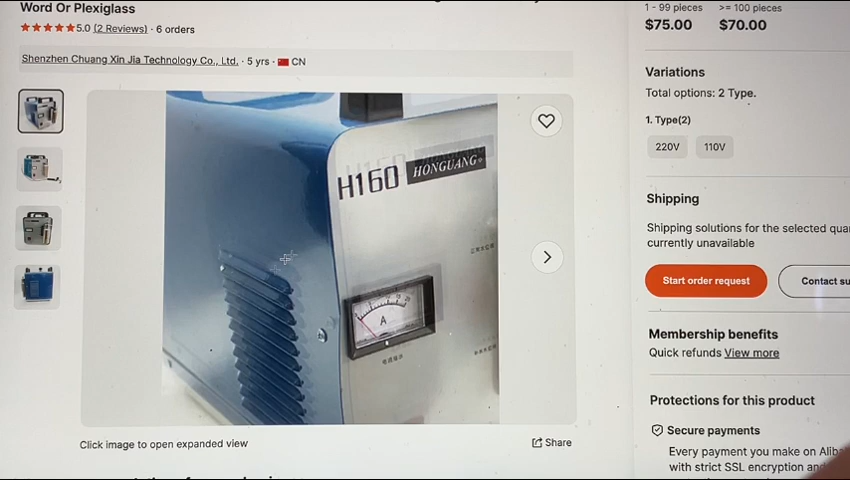 Word Or Plexiglass
5.0 (2 Reviews) · 6 orders
Shenzhen Chuang Xin Jia Technology Co., Ltd. · 5 yrs · CN
H160 HONGUANG
A
Click image to open expanded view
Share
1 - 99 pieces >= 100 pieces
$75.00 $70.00
Variations
Total options: 2 Type.
1. Type(2)
220V 110V
Shipping
Shipping solutions for the selected qua
currently unavailable
Start order request Contact su
Membership benefits
Quick refunds View more
Protections for this product
Secure payments
Every payment you make on Alib
with strict SSL encryption and